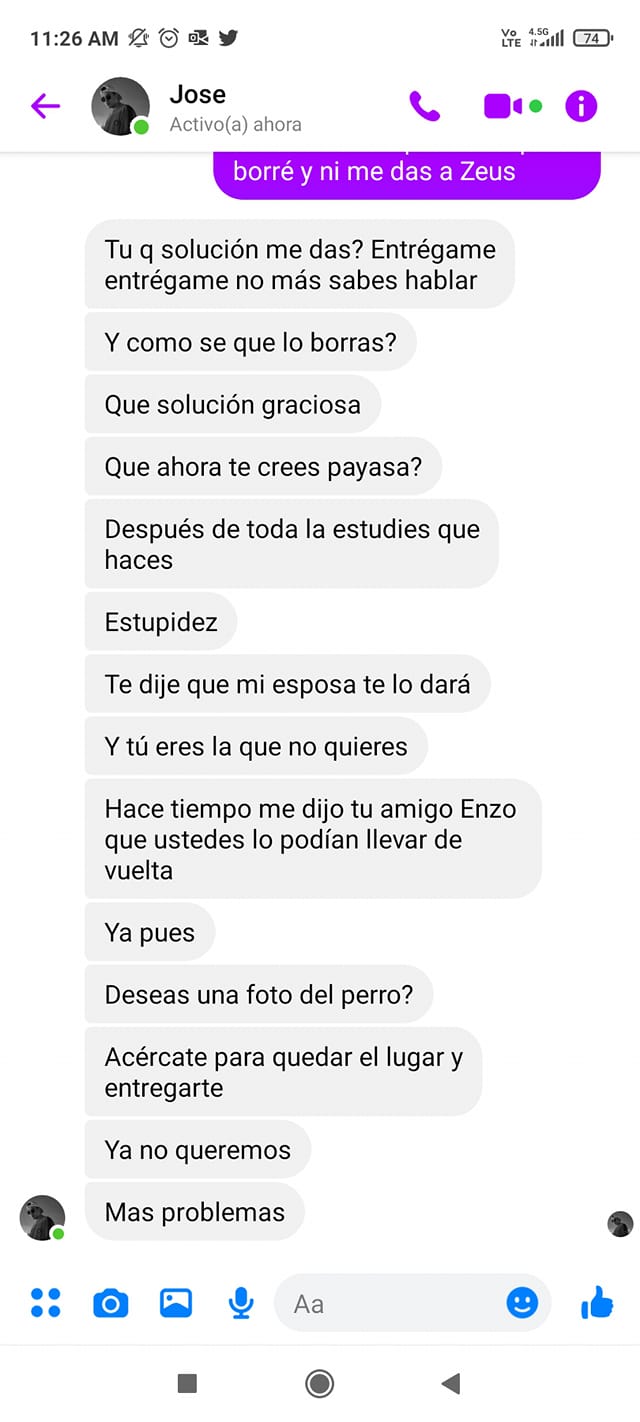 11:26 AM
Vo
LTE
4.5G
74
Jose
Activo(a) ahora
borré y ni me das a Zeus
Tu q solución me das? Entrégame
entrégame no más sabes hablar
Y como se que lo borras?
Que solución graciosa
Que ahora te crees payasa?
Después de toda la estudies que
haces
Estupidez
Te dije que mi esposa te lo dará
Y tú eres la que no quieres
Hace tiempo me dijo tu amigo Enzo
que ustedes lo podían llevar de
vuelta
Ya pues
Deseas una foto del perro?
Acércate para quedar el lugar y
entregarte
Ya no queremos
Mas problemas
Aa